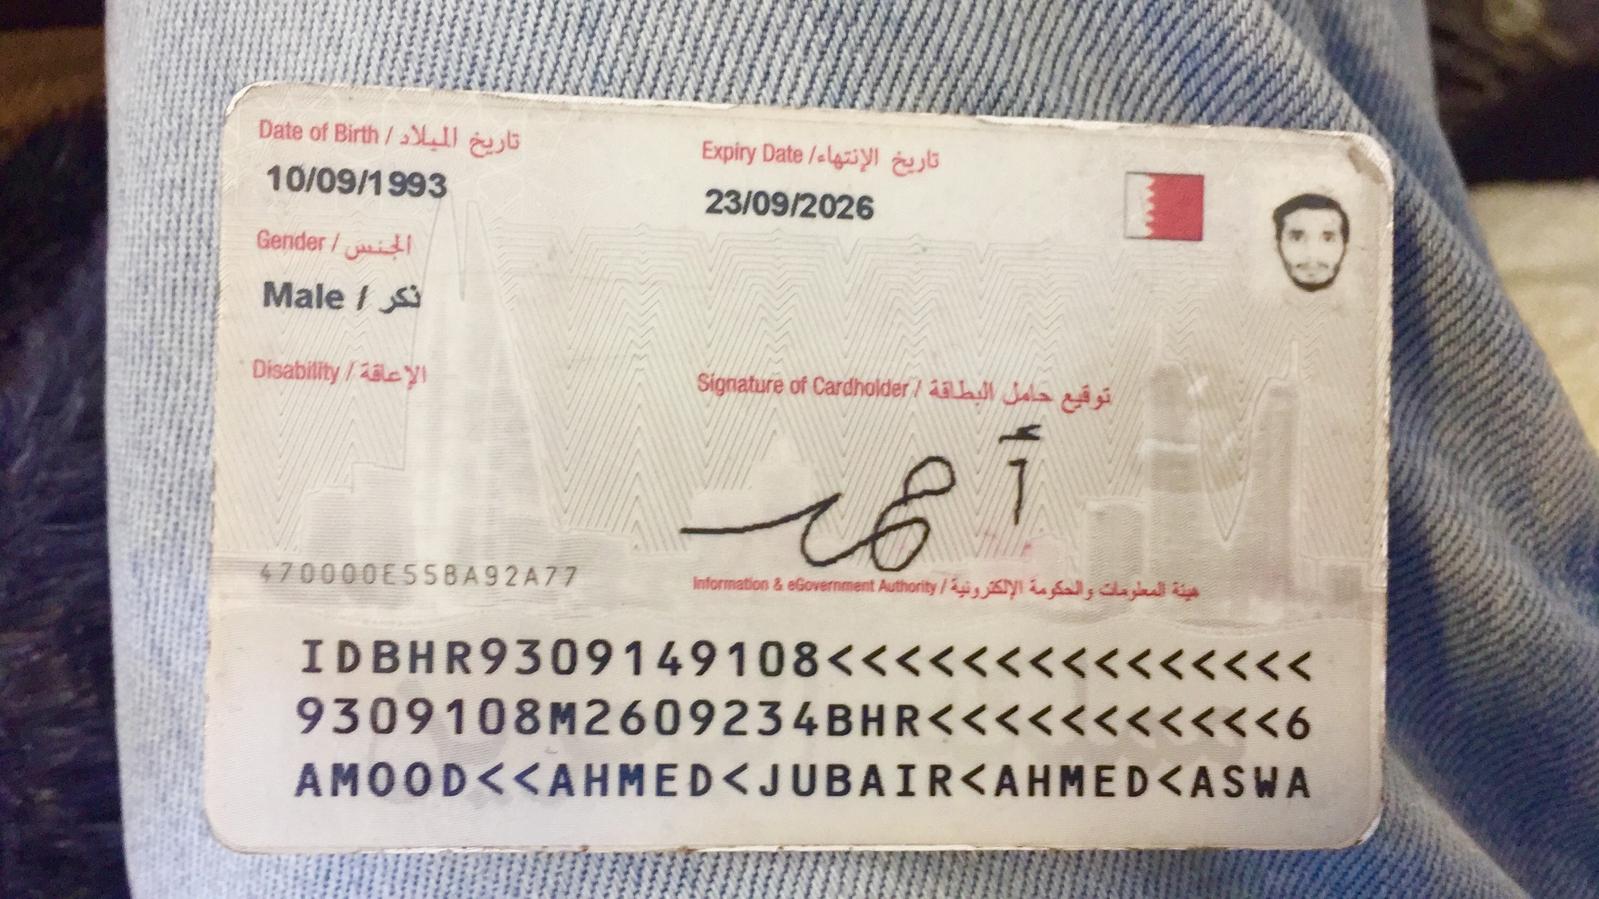 Date of Birth / تاريخ الميلاد
10/09/1993
Expiry Date / تاريخ الإنتهاء
23/09/2026
Gender / الجنس
Male / ذكر
Disability / الإعاقة
Signature of Cardholder / توقيع حامل البطاقة
أحمد
470000E55BA92A77
Information & eGovernment Authority / هيئة المعلومات والحكومة الإلكترونية
IDBHR9309149108<<<<<<<<<<<<<<<
9309108M2609234BHR<<<<<<<<<<<6
AMOOD<<AHMED<JUBAIR<AHMED<ASWA